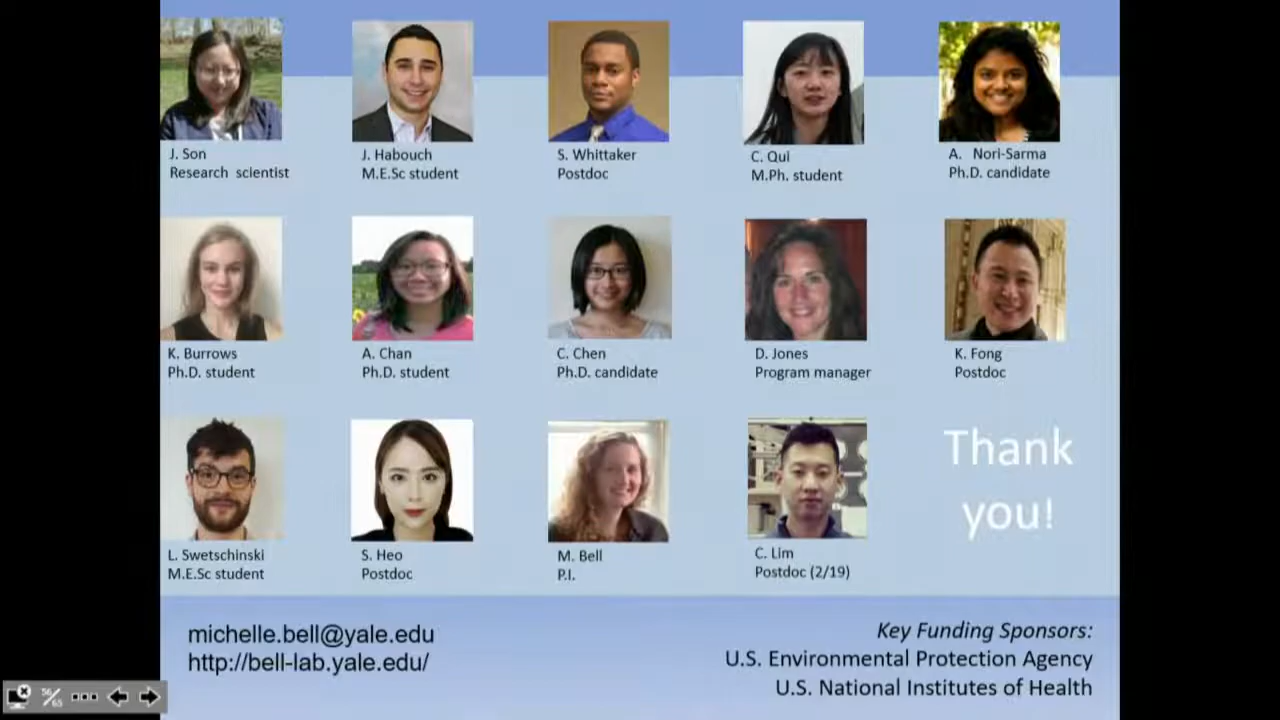 J. Son
Research scientist
J. Habouch
M.E.Sc student
S. Whittaker
Postdoc
C. Qui
M.Ph. student
A. Nori-Sarma
Ph.D. candidate
K. Burrows
Ph.D. student
A. Chan
Ph.D. student
C. Chen
Ph.D. candidate
D. Jones
Program manager
K. Fong
Postdoc
L. Swetschinski
M.E.Sc student
S. Heo
Postdoc
M. Bell
P.I.
C. Lim
Postdoc (2/19)
Thank
you!
michelle.bell@yale.edu
http://bell-lab.yale.edu/
Key Funding Sponsors:
U.S. Environmental Protection Agency
U.S. National Institutes of Health
56/65